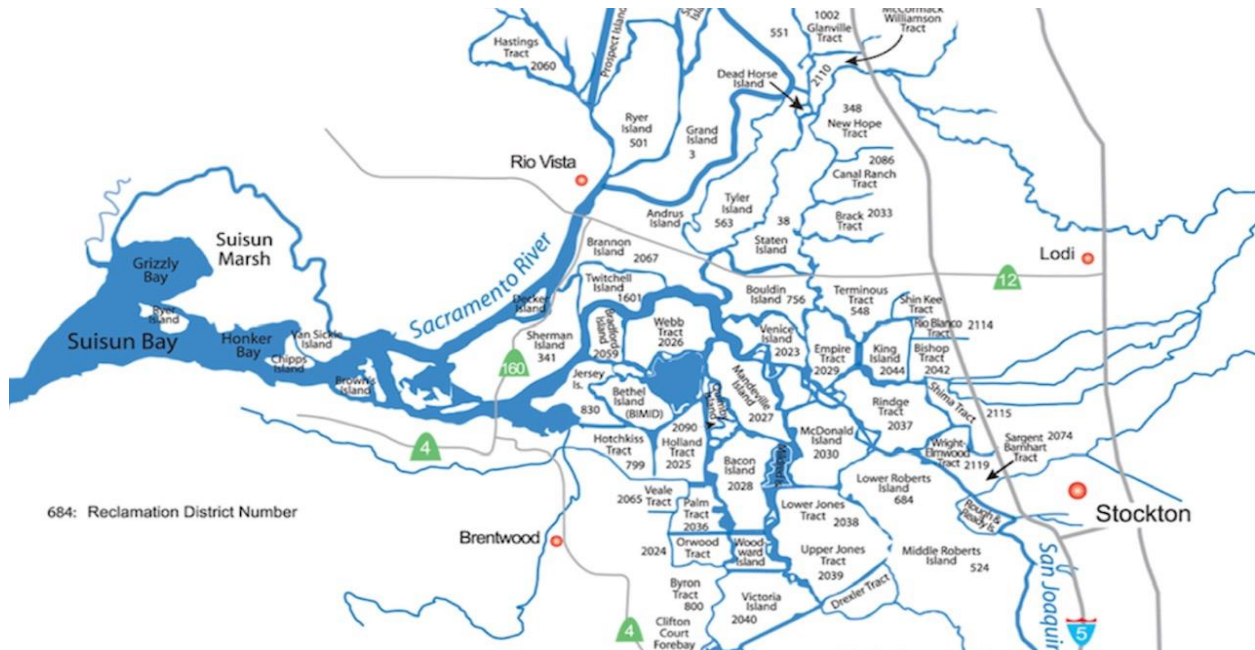 Hastings
Tract
2060
Prospect Island
551
1002
Glanville
Tract
McCormack
Williamson
Tract
2110
Dead Horse
Island
Ryer
Island
501
Grand
Island
3
348
New Hope
Tract
2086
Canal Ranch
Tract
Rio Vista
Tyler
Island
563
38
Staten
Island
Brack
Tract
2033
Andrus
Island
Lodi
12
Suisun
Marsh
Grizzly
Bay
Ryer
Island
Suisun Bay
Honker
Bay
Van Sickle
Island
Chipps
Island
Brown's
Island
Sacramento River
Decker
Island
Brannon
Island
2067
Twitchell
Island
1601
Sherman
Island
341
160
Bradford
Island
2059
Webb
Tract
2026
Bouldin
Island 756
Venice
Island
2023
Terminous
Tract
548
Shin Kee
Tract
Rio Blanco
Tract
2114
Empire
Tract
2029
King
Island
2044
Bishop
Tract
2042
Jersey
Is.
830
Bethel
Island
(BIMID)
Quimby
Island
2090
Mandeville
Island
2027
Rindge
Tract
2037
Shima Tract
2115
4
Hotchkiss
Tract
799
Holland
Tract
2025
McDonald
Island
2030
Wright-
Elmwood
Tract 2119
Sargent
Barnhart
Tract
2074
Bacon
Island
2028
Mildred Is.
Lower Roberts
Island
684
2065
Veale
Tract
Palm
Tract
2036
Lower Jones
Tract
2038
Rough &
Ready Is.
Stockton
684: Reclamation District Number
Brentwood
2024
Orwood
Tract
Wood-
ward
Island
Upper Jones
Tract
2039
Middle Roberts
Island
524
San Joaquin
Byron
Tract
800
Victoria
Island
2040
Drexler Tract
Clifton
Court
Forebay
4
5